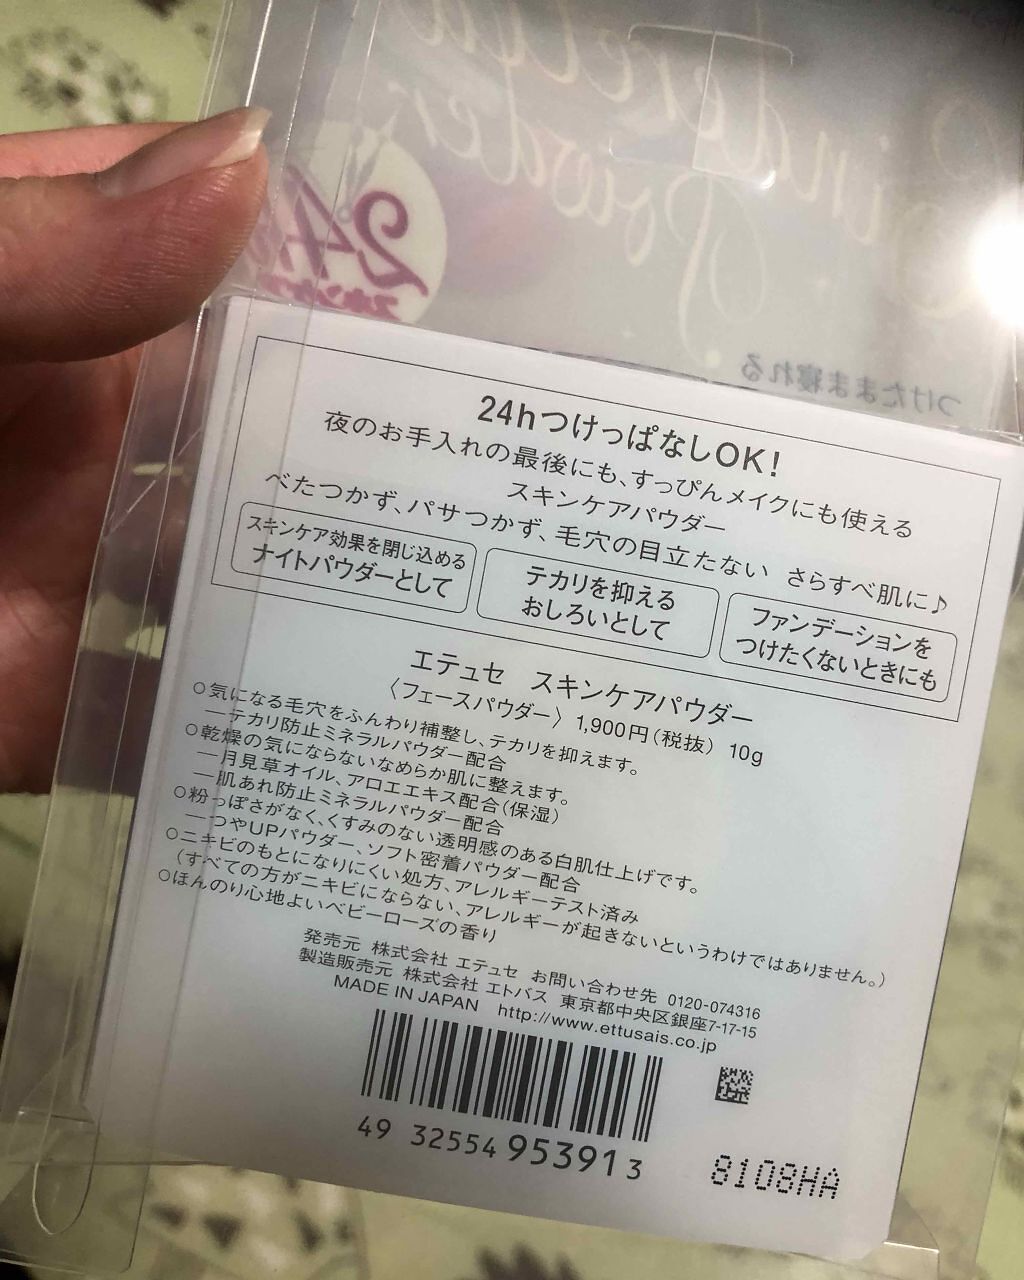 Cinderella
Powder
24h
スキンケア
つけたまま寝れる
24hつけっぱなしOK!
夜のお手入れの最後にも、すっぴんメイクにも使える
スキンケアパウダー
べたつかず、パサつかず、毛穴の目立たない さらすべ肌に♪
スキンケア効果を閉じ込める
ナイトパウダーとして
テカリを抑える
おしろいとして
ファンデーションを
つけたくないときにも
エテュセ スキンケアパウダー
〈フェースパウダー〉 1,900円(税抜) 10g
○気になる毛穴をふんわり補整し、テカリを抑えます。
―テカリ防止ミネラルパウダー配合
○乾燥の気にならないなめらか肌に整えます。
―月見草オイル、アロエエキス配合(保湿)
―肌あれ防止ミネラルパウダー配合
○粉っぽさがなく、くすみのない透明感のある白肌仕上げです。
―つやUPパウダー、ソフト密着パウダー配合
○ニキビのもとになりにくい処方、アレルギーテスト済み
(すべての方がニキビにならない、アレルギーが起きないというわけではありません。)
○ほんのり心地よいベビーローズの香り
発売元 株式会社 エテュセ お問い合わせ先 0120-074316
製造販売元 株式会社 エトバス 東京都中央区銀座7-17-15
MADE IN JAPAN http://www.ettusais.co.jp
49 32554 95391 3
8108HA